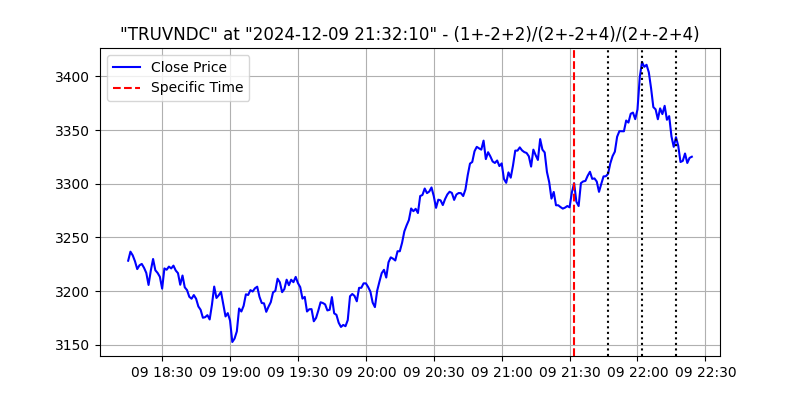 "TRUVNDC" at "2024-12-09 21:32:10" - (1+-2+2)/(2+-2+4)/(2+-2+4)
Close Price
Specific Time
3400
3350
3300
3250
3200
3150
09 18:30 09 19:00 09 19:30 09 20:00 09 20:30 09 21:00 09 21:30 09 22:00 09 22:30